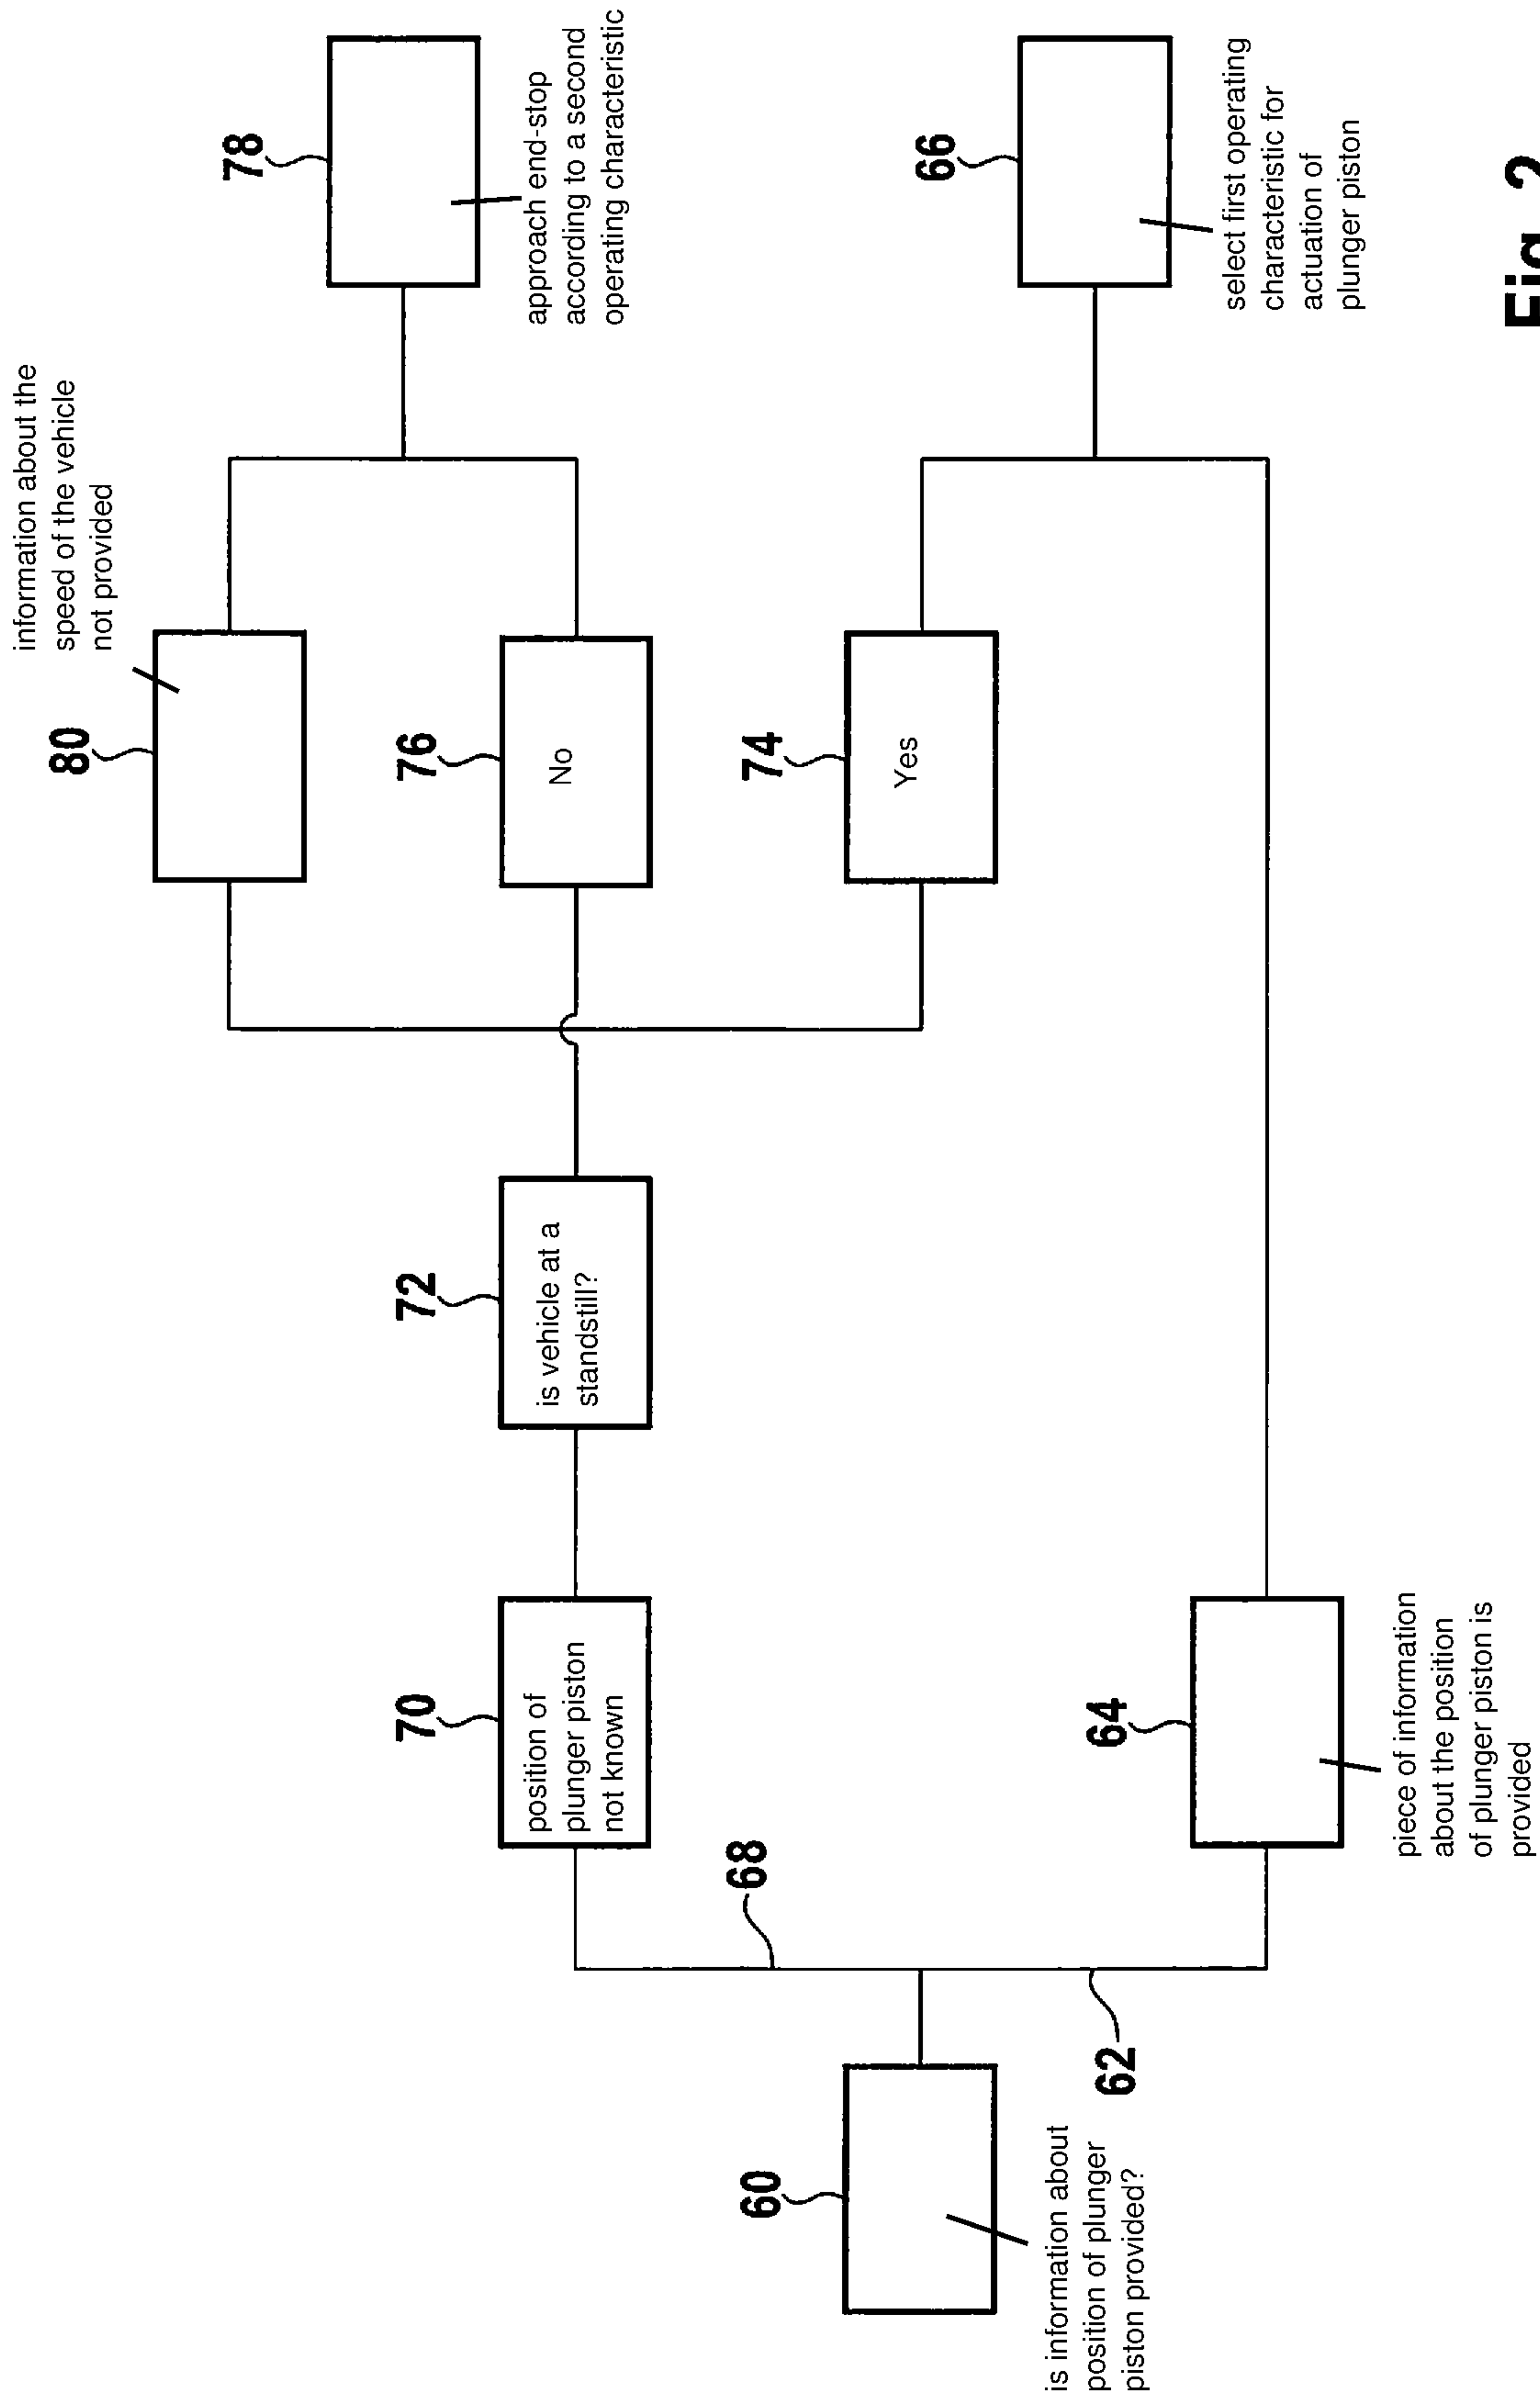 60
is information about
position of plunger
piston provided?
62
68
70
position of
plunger piston
not known
64
piece of information
about the position
of plunger piston is
provided
72
is vehicle at a
standstill?
80
information about the
speed of the vehicle
not provided
76
No
74
Yes
78
approach end-stop
according to a second
operating characteristic
66
select first operating
characteristic for
actuation of
plunger piston
Fig. 2